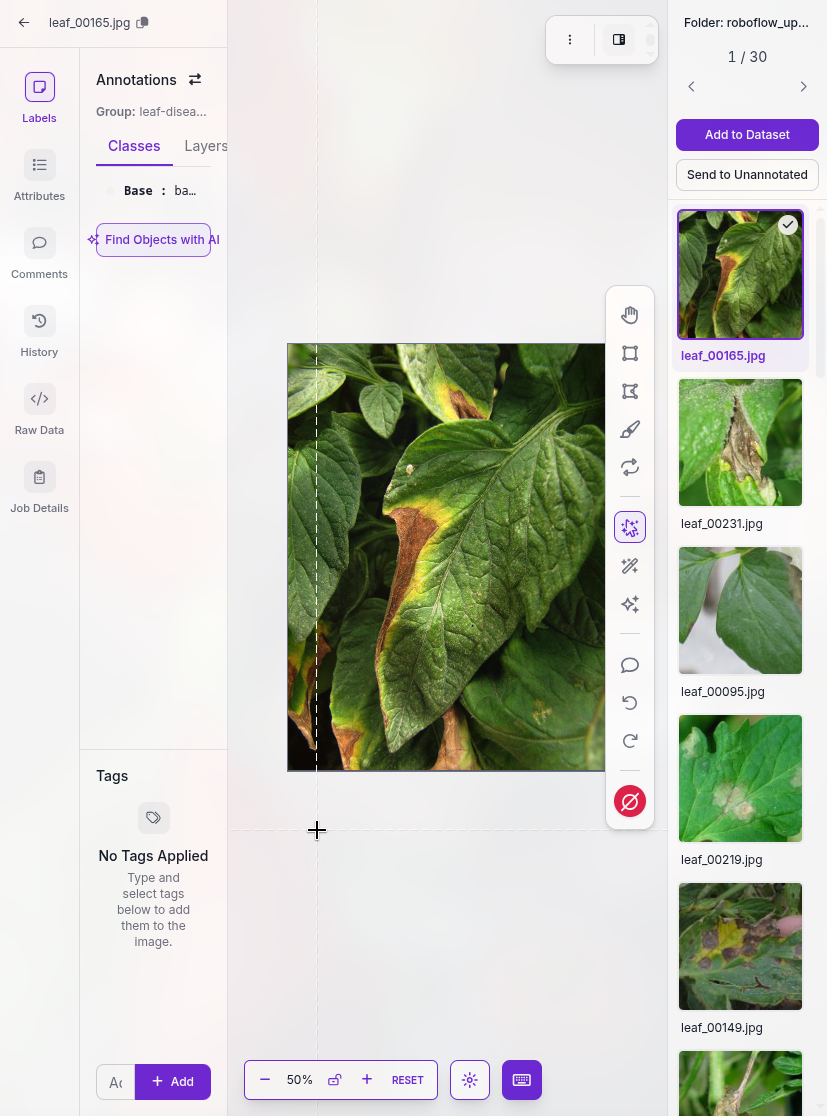 leaf_00165.jpg
Labels
Attributes
Comments
History
Raw Data
Job Details
Annotations
Group: leaf-disea...
Classes
Layers
Base : ba…
Find Objects with AI
Tags
No Tags Applied
Type and
select tags
below to add
them to the
image.
Add
50%
RESET
Folder: roboflow_up...
1 / 30
Add to Dataset
Send to Unannotated
leaf_00165.jpg
leaf_00231.jpg
leaf_00095.jpg
leaf_00219.jpg
leaf_00149.jpg